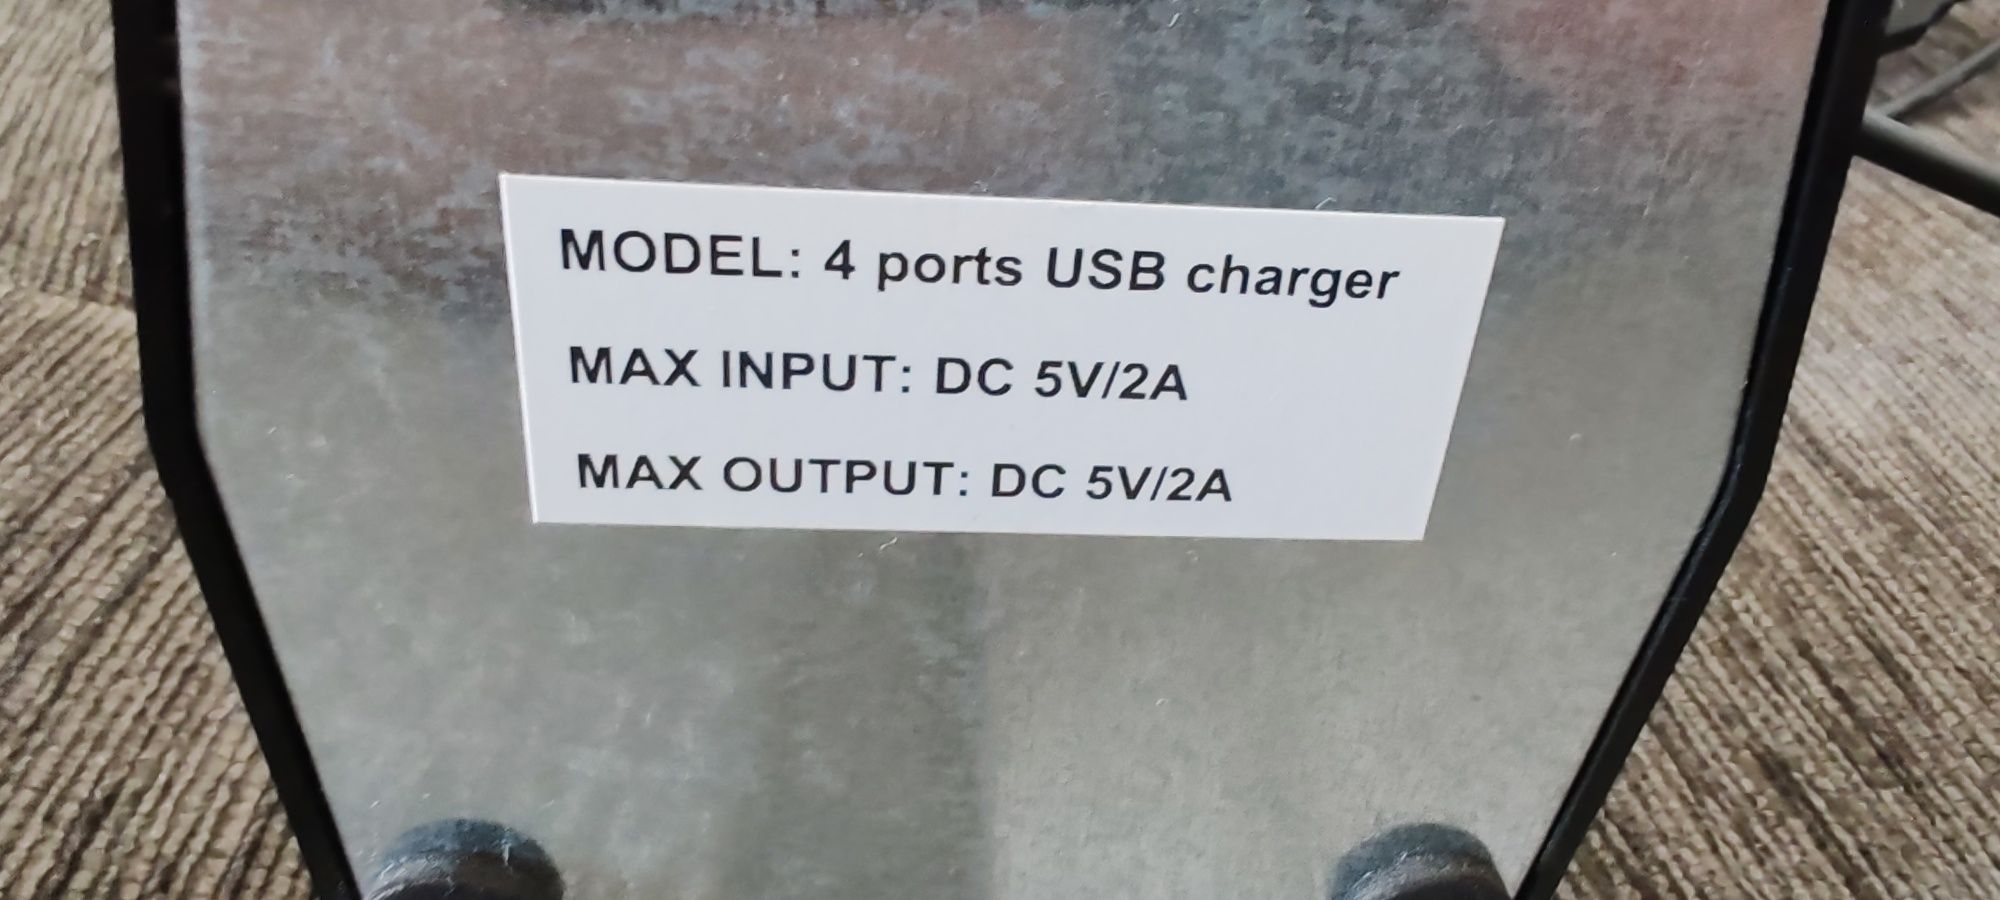 MODEL: 4 ports USB charger
MAX INPUT: DC 5V/2A
MAX OUTPUT: DC 5V/2A